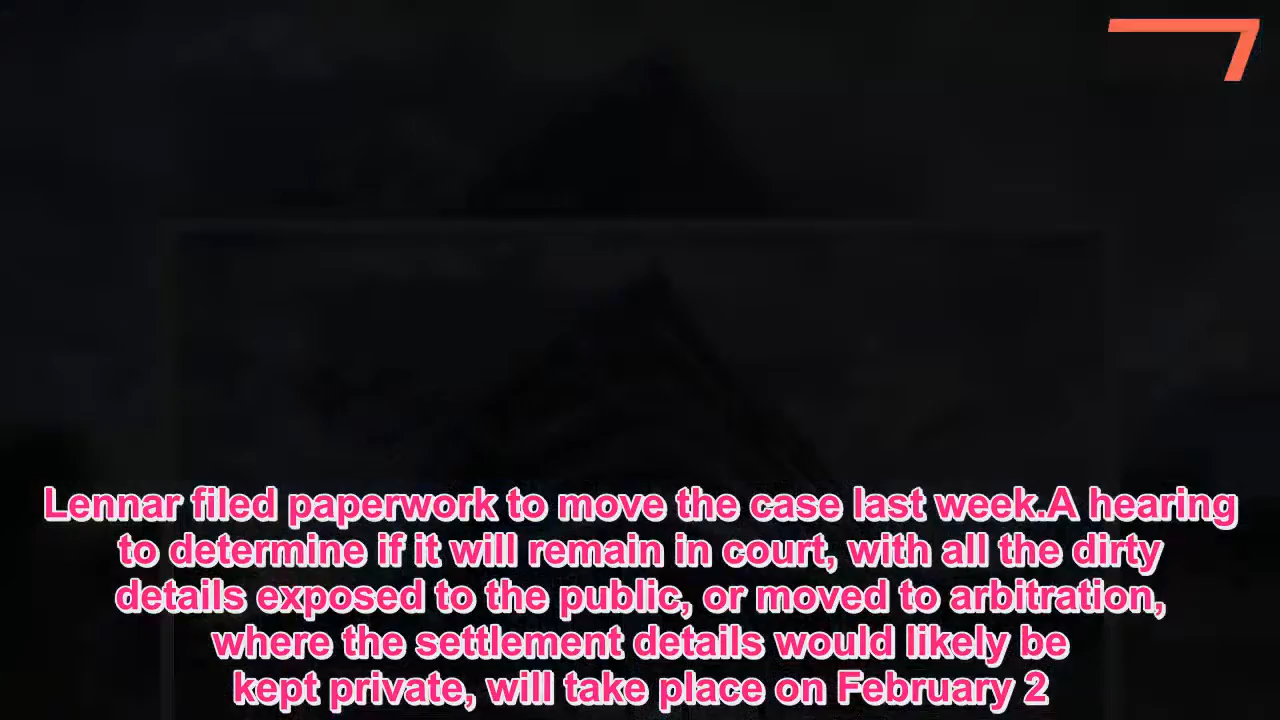 Lennar filed paperwork to move the case last week.A hearing
to determine if it will remain in court, with all the dirty
details exposed to the public, or moved to arbitration,
where the settlement details would likely be
kept private, will take place on February 2